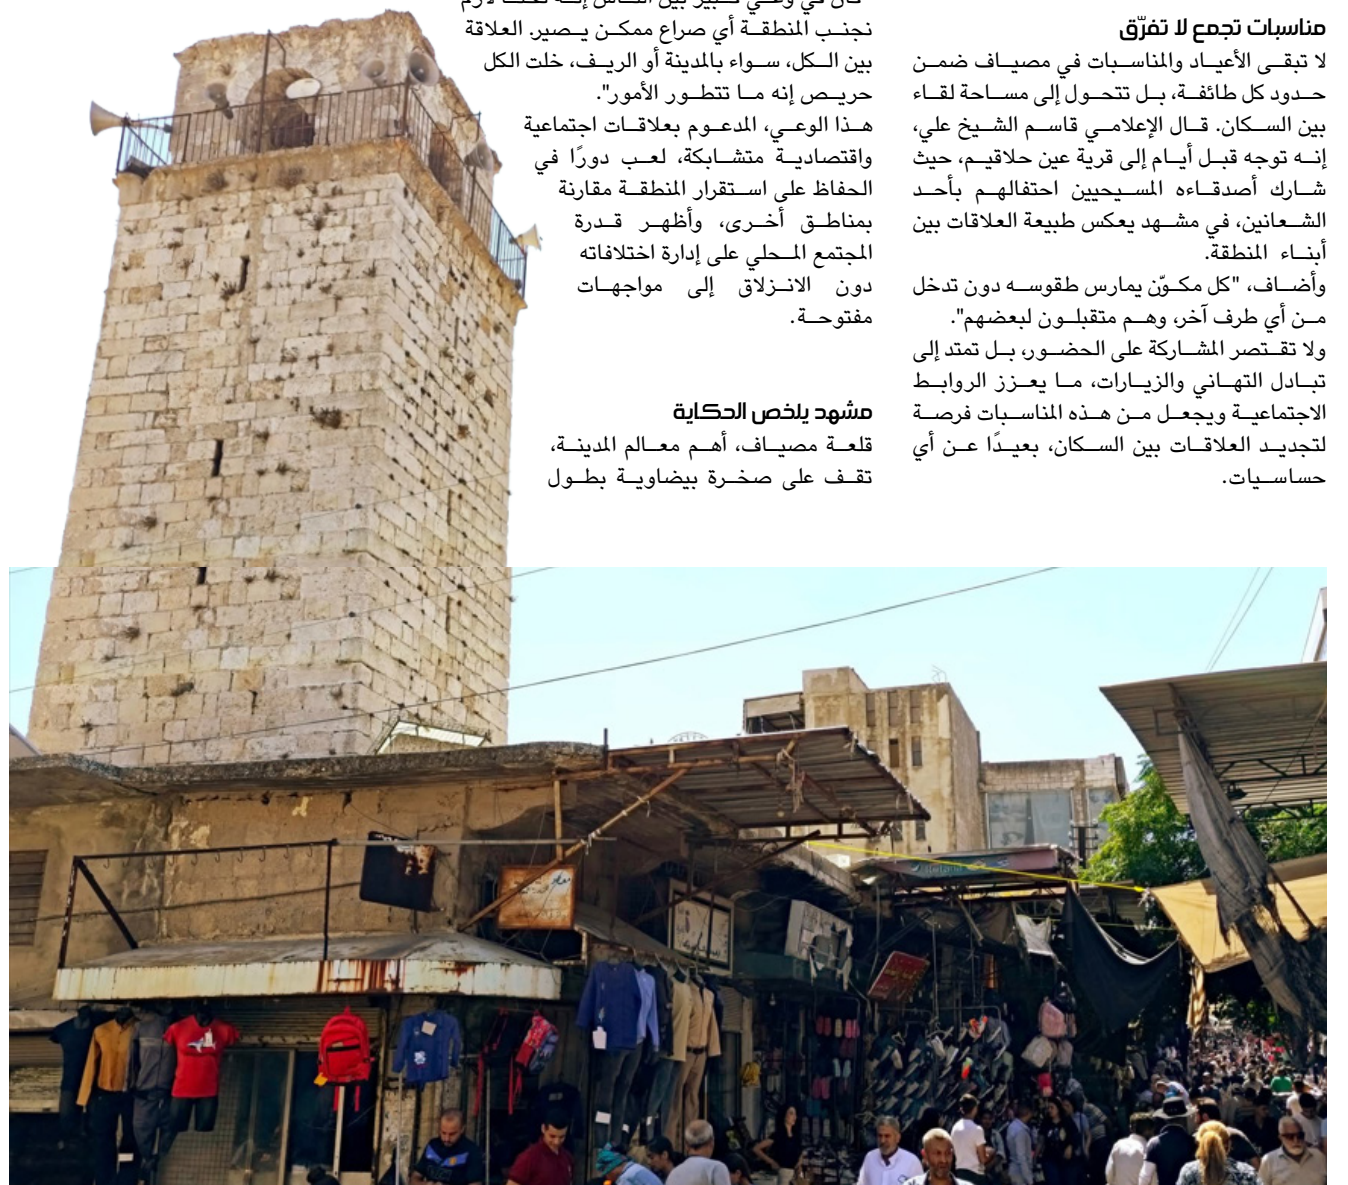 مناسبات تجمع لا تفرّق
لا تبقى الأعياد والمناسبات في مصياف ضمن
حدود كل طائفة، بل تتحول إلى مساحة لقاء
بين السكان. قال الإعلامي قاسم الشيخ علي،
إنه توجه قبل أيام إلى قرية عين حلاقيم، حيث
شارك أصدقاءه المسيحيين احتفالهم بأحد
الشعانين، في مشهد يعكس طبيعة العلاقات بين
أبناء المنطقة.
وأضاف، "كل مكوّن يمارس طقوسه دون تدخل
من أي طرف آخر، وهم متقبلون لبعضهم".
ولا تقتصر المشاركة على الحضور، بل تمتد إلى
تبادل التهاني والزيارات، ما يعزز الروابط
الاجتماعية ويجعل من هذه المناسبات فرصة
لتجديد العلاقات بين السكان، بعيدًا عن أي
حساسيات.
نجنب المنطقة أي صراع ممكن يصير. العلاقة
بين الكل، سواء بالمدينة أو الريف، خلت الكل
حريص إنه ما تتطور الأمور".
هذا الوعي، المدعوم بعلاقات اجتماعية
واقتصادية متشابكة، لعب دورًا في
الحفاظ على استقرار المنطقة مقارنة
بمناطق أخرى، وأظهر قدرة
المجتمع المحلي على إدارة اختلافاته
دون الانزلاق إلى مواجهات
مفتوحة.
مشهد يلخص الحكاية
قلعة مصياف، أهم معالم المدينة،
تقف على صخرة بيضاوية بطول